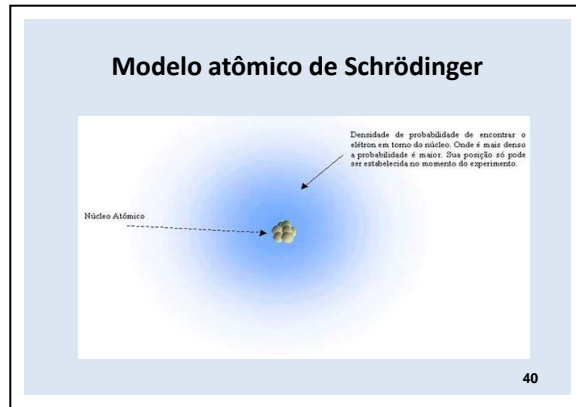 Modelo atômico de Schrödinger
Densidade de probabilidade de encontrar o
elétron em torno do núcleo. Onde é mais denso
a probabilidade é maior. Sua posição só pode
ser estabelecida no momento do experimento.
Núcleo Atômico
40